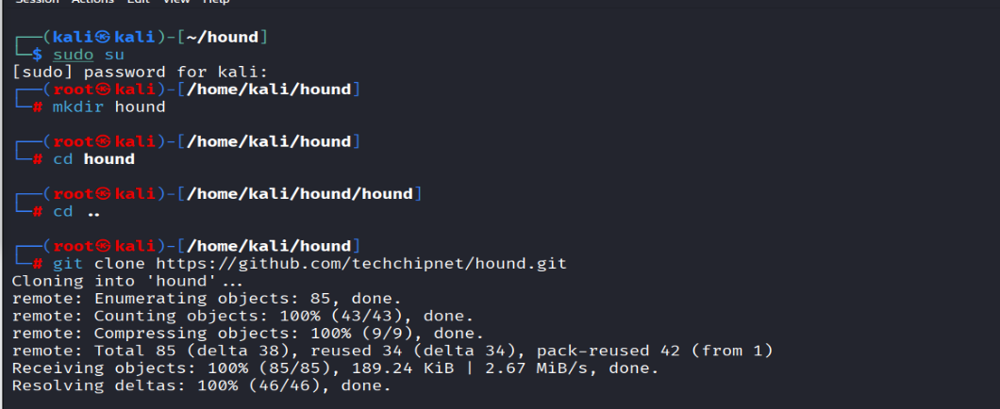 Session Actions Edit View Help
┌──(kali㉿kali)-[~/hound]
└─$ sudo su
[sudo] password for kali:
┌──(root㉿kali)-[/home/kali/hound]
└─# mkdir hound
┌──(root㉿kali)-[/home/kali/hound]
└─# cd hound
┌──(root㉿kali)-[/home/kali/hound/hound]
└─# cd ..
┌──(root㉿kali)-[/home/kali/hound]
└─# git clone https://github.com/techchipnet/hound.git
Cloning into 'hound'...
remote: Enumerating objects: 85, done.
remote: Counting objects: 100% (43/43), done.
remote: Compressing objects: 100% (9/9), done.
remote: Total 85 (delta 38), reused 34 (delta 34), pack-reused 42 (from 1)
Receiving objects: 100% (85/85), 189.24 KiB | 2.67 MiB/s, done.
Resolving deltas: 100% (46/46), done.